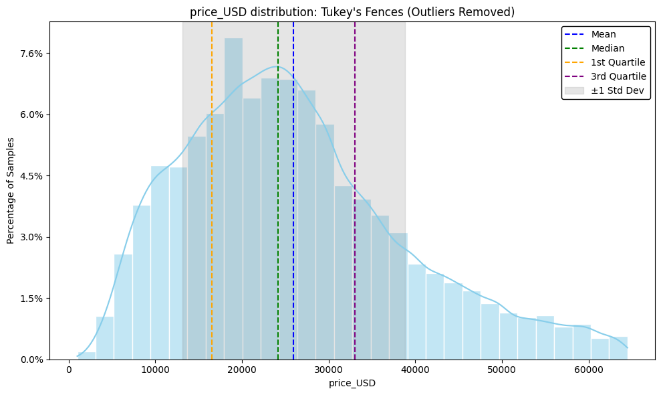 price_USD distribution: Tukey's Fences (Outliers Removed)
Mean
Median
1st Quartile
3rd Quartile
±1 Std Dev
Percentage of Samples
7.6%
6.0%
4.5%
3.0%
1.5%
0.0%
0 10000 20000 30000 40000 50000 60000
price_USD